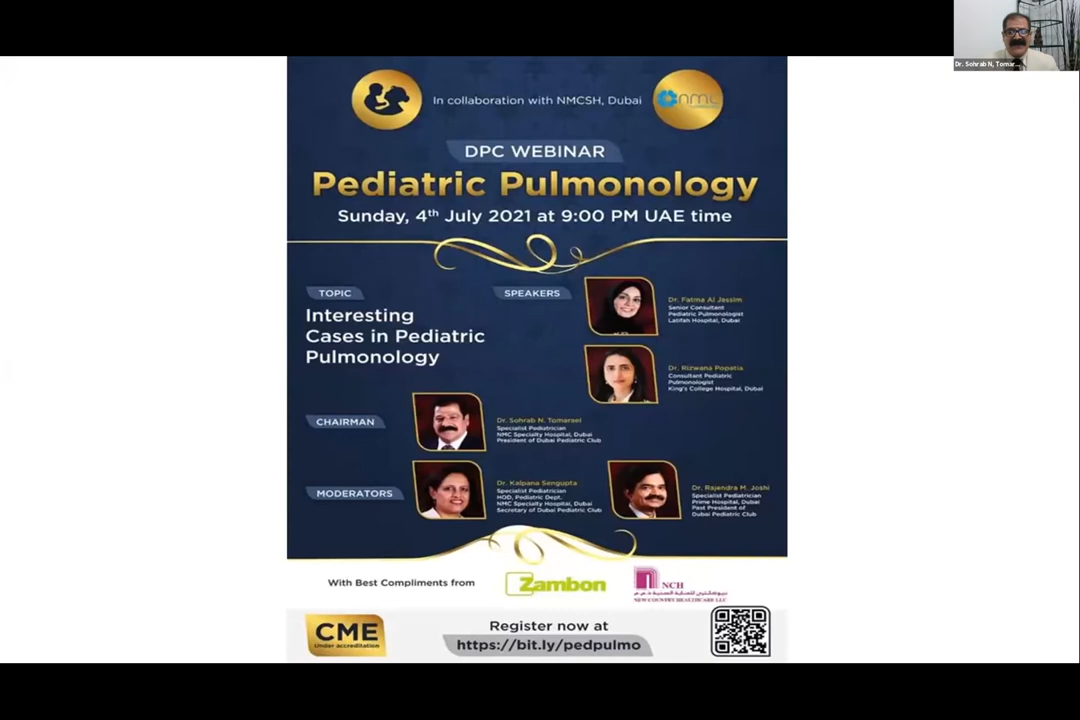 Dr. Sohrab N, Tomar...
In collaboration with NMCSH, Dubai
nmc
DPC WEBINAR
Pediatric Pulmonology
Sunday, 4th July 2021 at 9:00 PM UAE time
TOPIC
Interesting
Cases in Pediatric
Pulmonology
SPEAKERS
Dr. Fatma Al Jassim
Senior Consultant
Pediatric Pulmonologist
Latifah Hospital, Dubai
Dr. Rizwana Popatia
Consultant Pediatric
Pulmonologist
King's College Hospital, Dubai
CHAIRMAN
Dr. Sohrab N. Tomaraei
Specialist Pediatrician
NMC Specialty Hospital, Dubai
President of Dubai Pediatric Club
MODERATORS
Dr. Kalpana Sengupta
Specialist Pediatrician
HOD, Pediatric Dept.
NMC Specialty Hospital, Dubai
Secretary of Dubai Pediatric Club
Dr. Rajendra M. Joshi
Specialist Pediatrician
Prime Hospital, Dubai
Past President of
Dubai Pediatric Club
With Best Compliments from
Zambon
NCH
NEW COUNTRY HEALTHCARE LLC
CME
Under accreditation
Register now at
https://bit.ly/pedpulmo